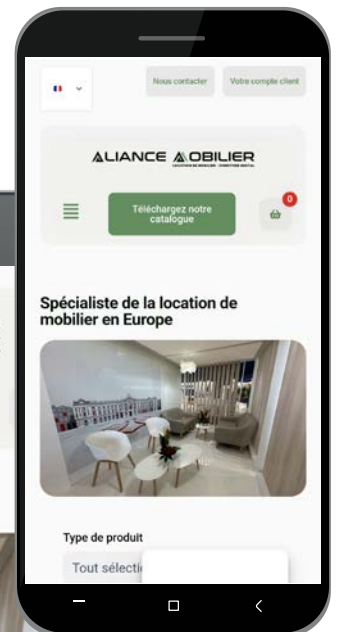 Nous contacter
Votre compte client
ALIANCE MOBILIER
Téléchargez notre
catalogue
0
Spécialiste de la location de
mobilier en Europe
Type de produit
Tout sélecti